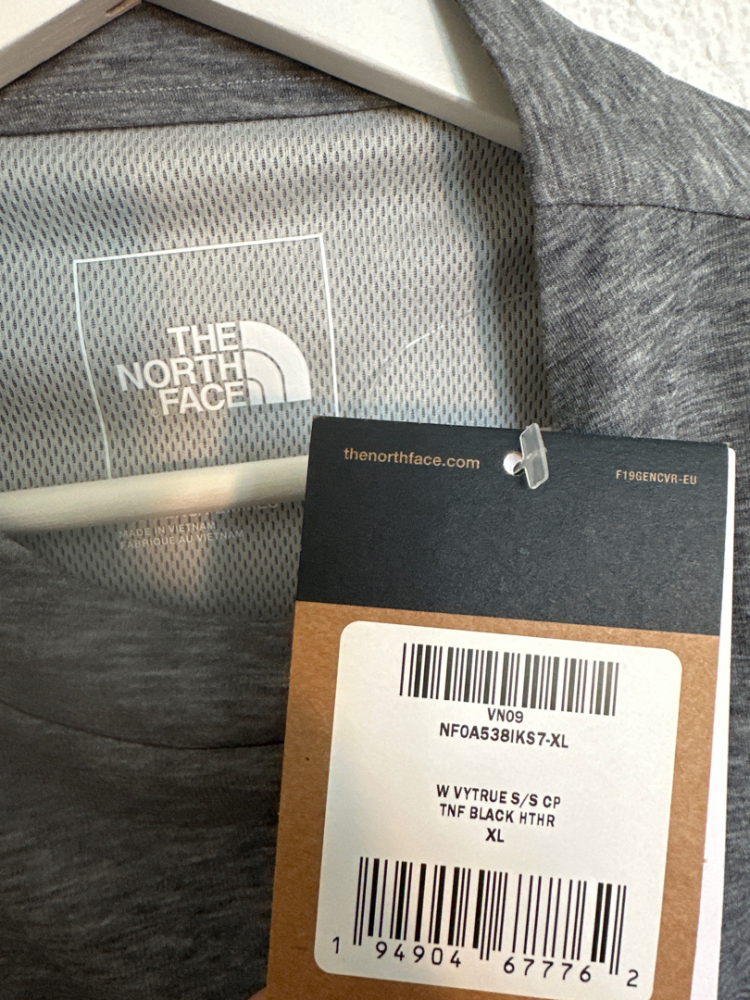 THE
NORTH
FACE
MADE IN VIETNAM
FABRIQUÉ AU VIETNAM
thenorthface.com
F19GENCVR-EU
VN09
NF0A538IKS7-XL
W VYTRUE S/S CP
TNF BLACK HTHR
XL
1 94904 67776 2